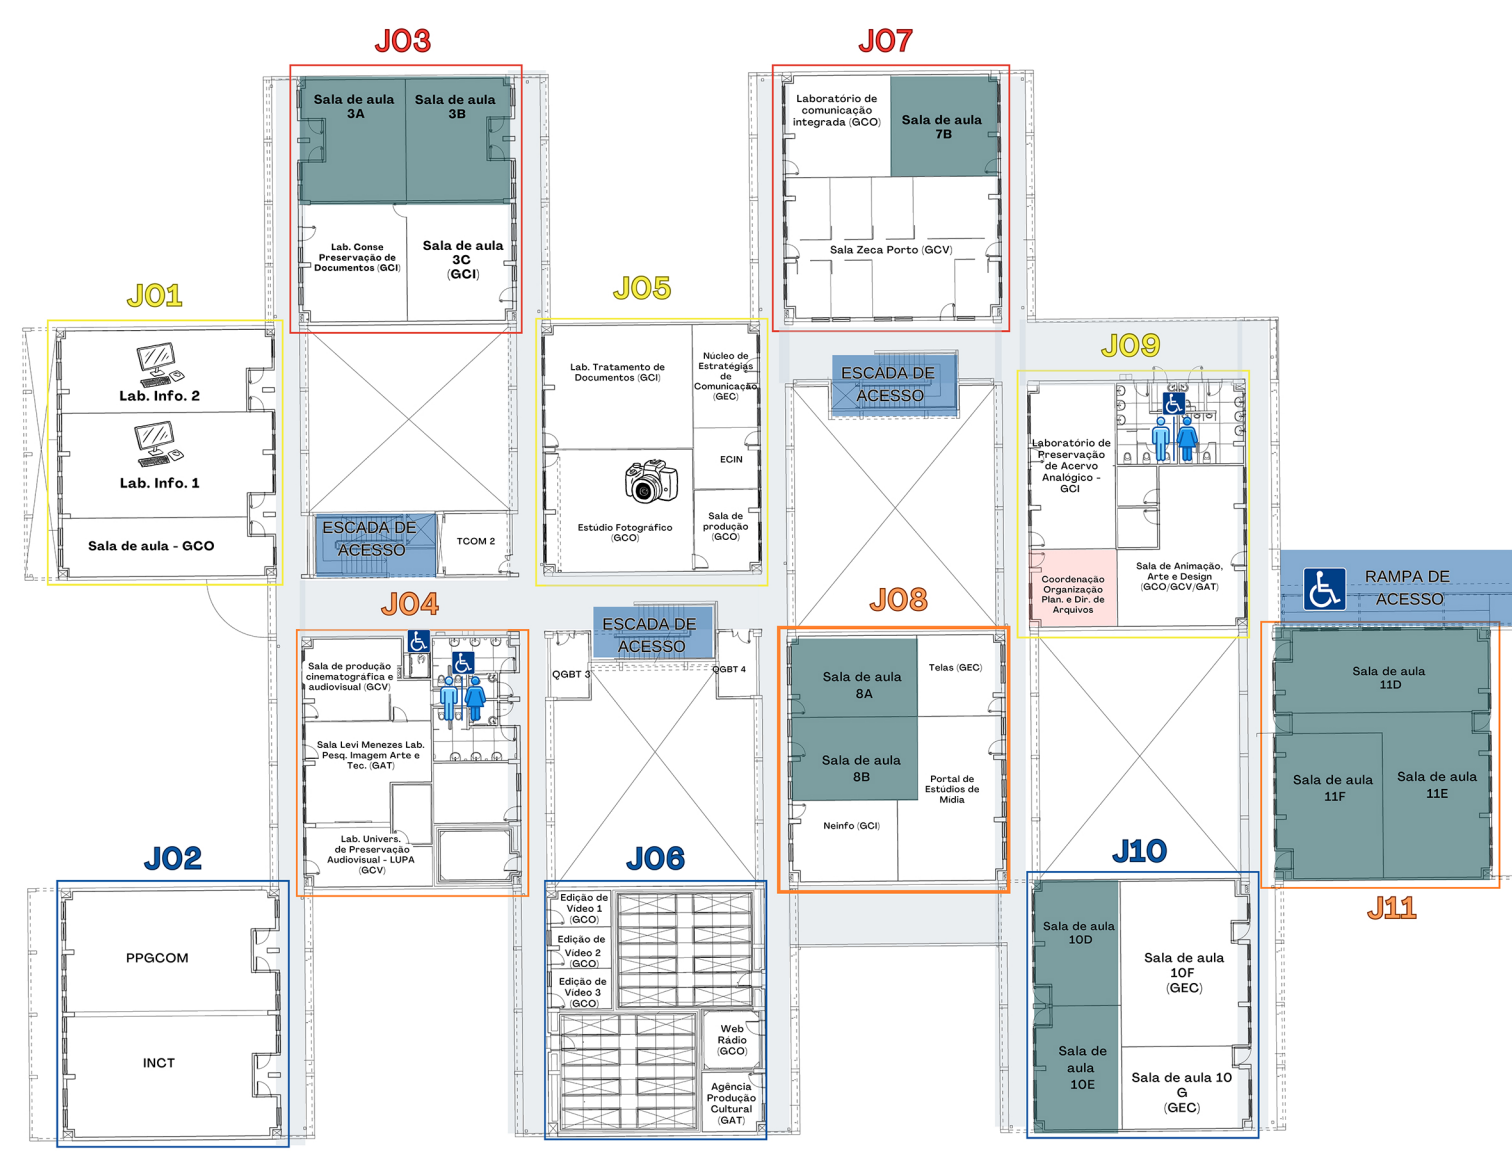 JO3
Sala de aula
3A
Sala de aula
3B
Lab. Conse
Preservação de
Documentos (GCI)
Sala de aula
3C
(GCI)
JO7
Laboratório de
comunicação
integrada (GCO)
Sala de aula
7B
Sala Zeca Porto (GCV)
JO1
Lab. Info. 2
Lab. Info. 1
Sala de aula - GCO
ESCADA DE
ACESSO
TCOM 2
JO5
Lab. Tratamento de
Documentos (GCI)
Núcleo de
Estratégias
de
Comunicação
(GEC)
ECIN
Estúdio Fotográfico
(GCO)
Sala de
produção
(GCO)
ESCADA DE
ACESSO
JO9
Laboratório de
Preservação
de Acervo
Analógico -
GCI
Coordenação
Organização
Plan. e Dir. de
Arquivos
Sala de Animação,
Arte e Design
(GCO/GCV/GAT)
RAMPA DE
ACESSO
JO4
Sala de produção
cinematográfica e
audiovisual (GCV)
Sala Levi Menezes Lab.
Pesq. Imagem Arte e
Tec. (GAT)
Lab. Univers.
de Preservação
Audiovisual - LUPA
(GCV)
ESCADA DE
ACESSO
QGBT 3
QGBT 4
JO8
Sala de aula
8A
Telas (GEC)
Sala de aula
8B
Portal de
Estúdios de
Mídia
Neinfo (GCI)
Sala de aula
11D
Sala de aula
11F
Sala de aula
11E
J11
JO2
PPGCOM
INCT
JO6
Edição de
Vídeo 1
(GCO)
Edição de
Vídeo 2
(GCO)
Edição de
Vídeo 3
(GCO)
Web
Rádio
(GCO)
Agência
Produção
Cultural
(GAT)
J10
Sala de aula
10D
Sala de aula
10F
(GEC)
Sala de
aula
10E
Sala de aula 10
G
(GEC)